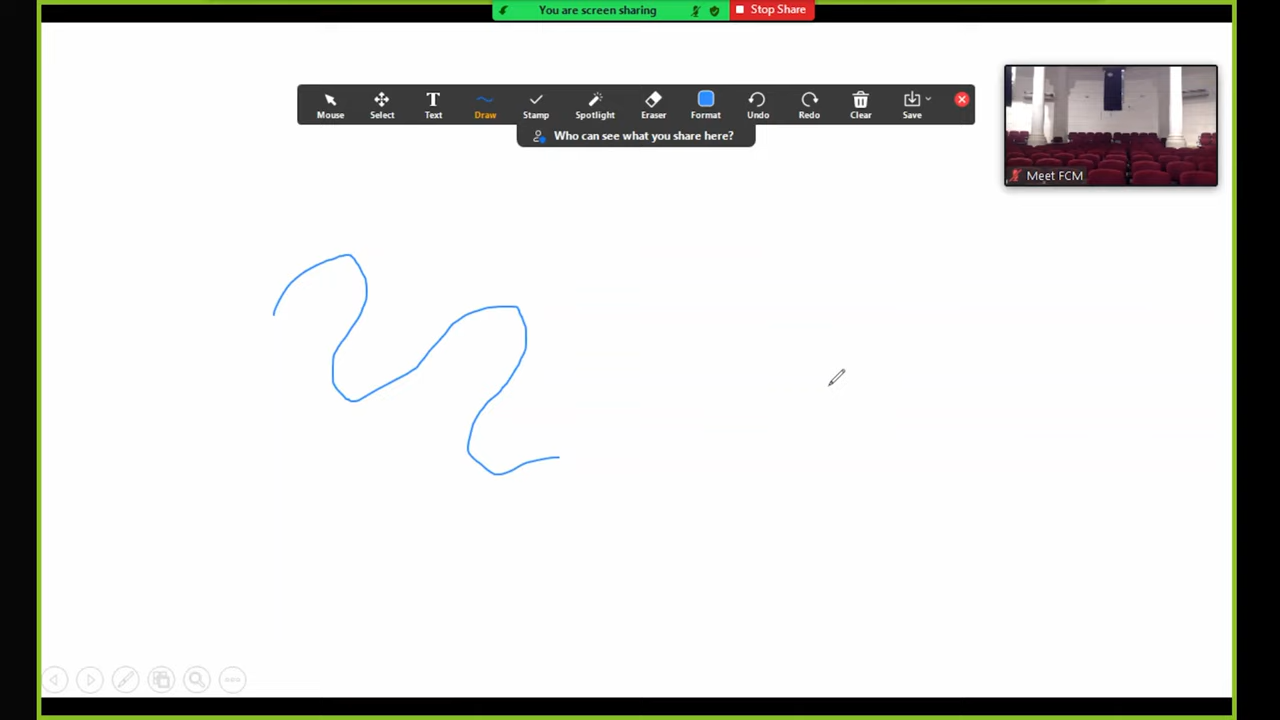 You are screen sharing
Stop Share
Mouse
Select
Text
Draw
Stamp
Spotlight
Eraser
Format
Undo
Redo
Clear
Save
Who can see what you share here?
Meet FCM